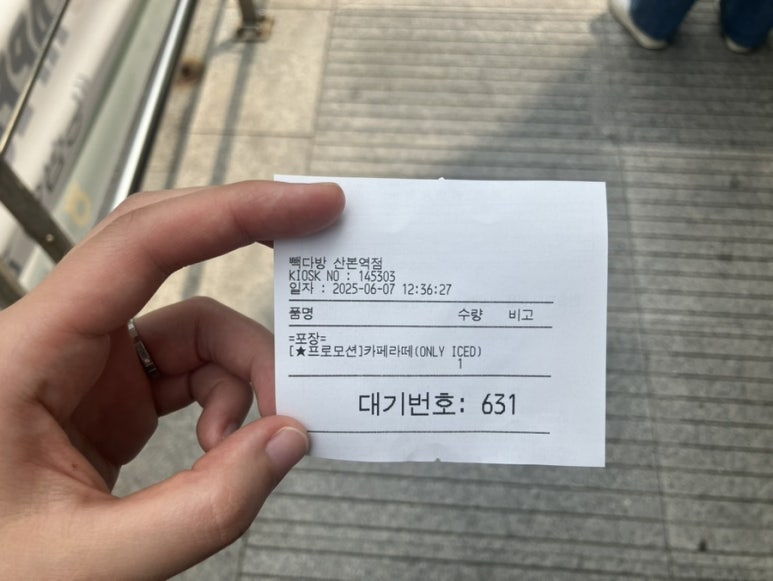 빽다방 산본역점
KIOSK NO : 145303
일자 : 2025-06-07 12:36:27
품명 수량 비고
=포장=
[★프로모션]카페라떼(ONLY ICED)
1
대기번호: 631